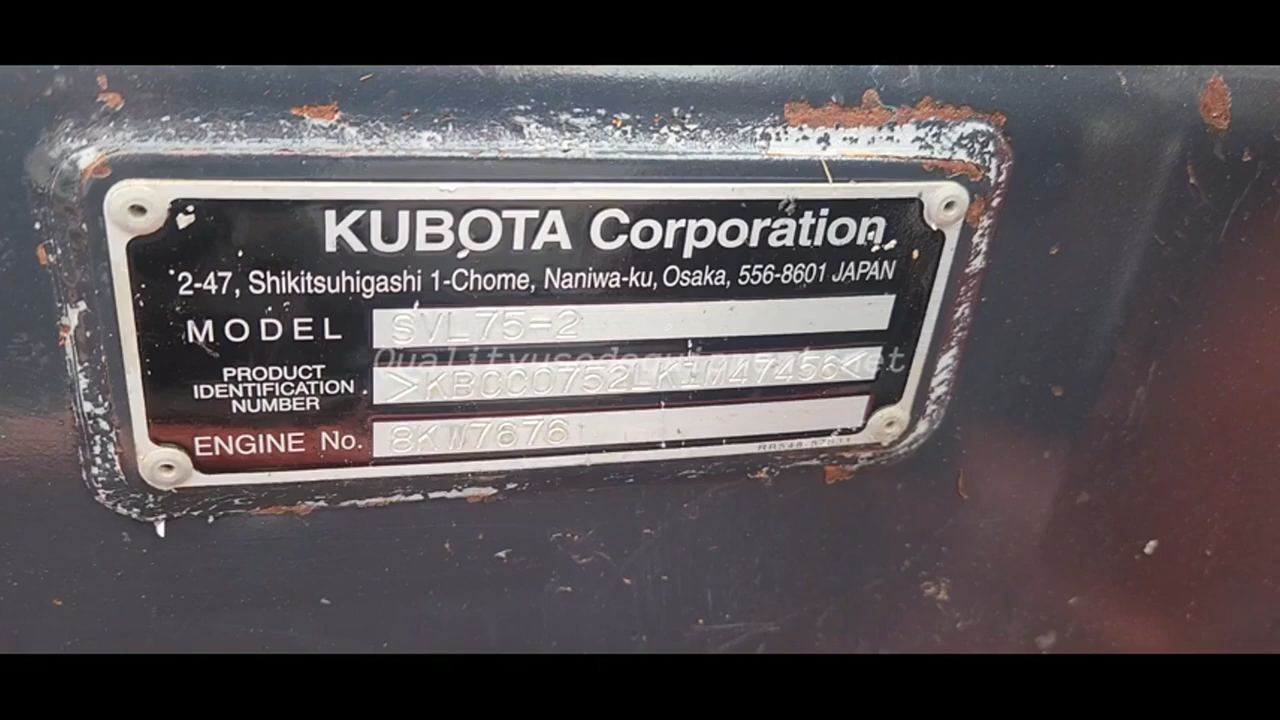 KUBOTA Corporation
2-47, Shikitsuhigashi 1-Chome, Naniwa-ku, Osaka, 556-8601 JAPAN
MODEL SVL75-2
PRODUCT
IDENTIFICATION
NUMBER
>KBCC0752LK1M47456<
ENGINE No. 8KW7676